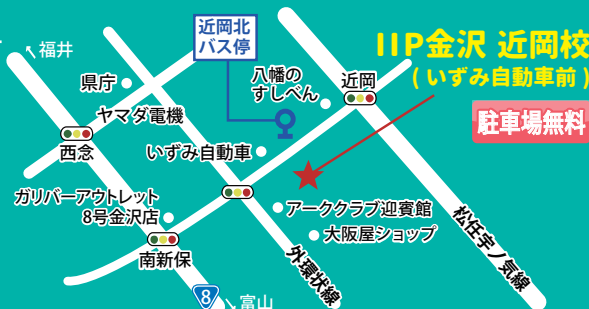 ↖福井
近岡北
バス停
IIP金沢 近岡校
(いずみ自動車前)
駐車場無料
県庁
八幡の
すしべん
近岡
ヤマダ電機
西念
いずみ自動車
ガリバーアウトレット
8号金沢店
アーククラブ迎賓館
大阪屋ショップ
南新保
外環状線
松任宇ノ気線
8
↘富山